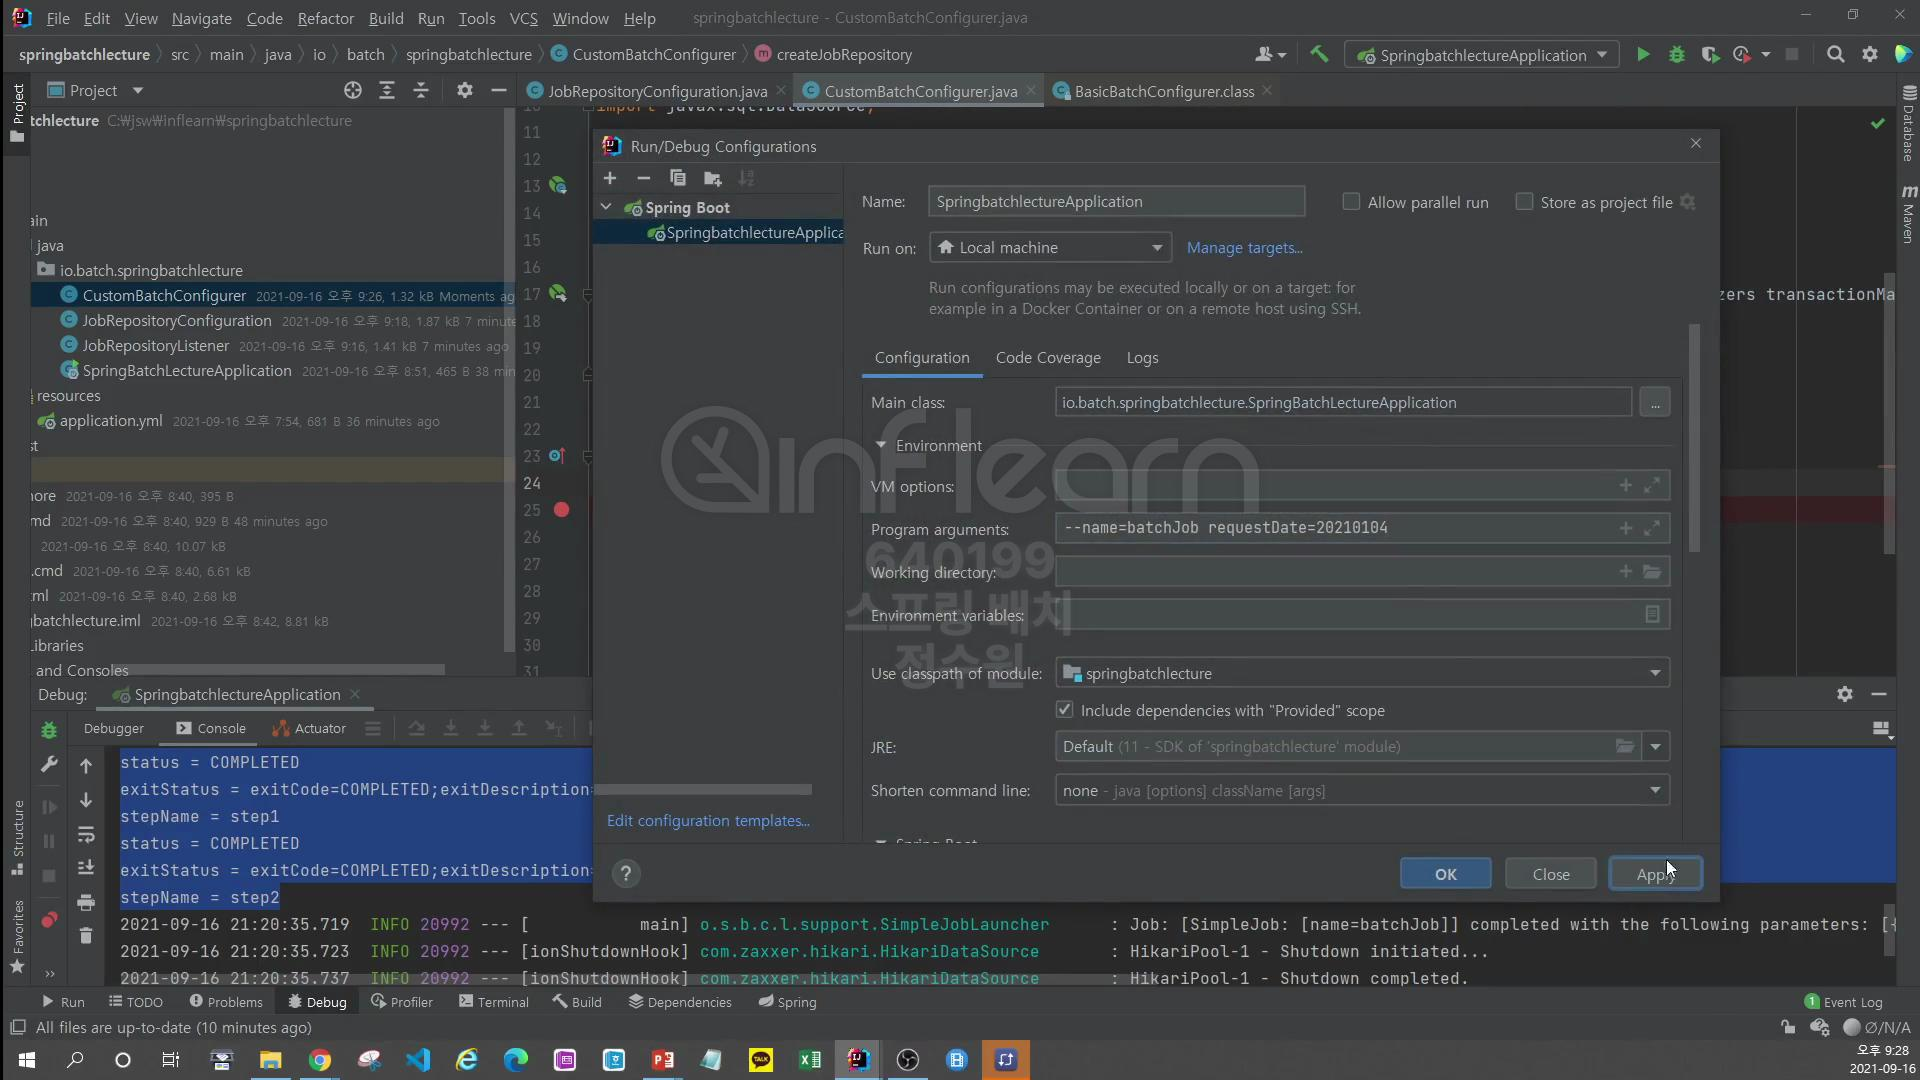 File Edit View Navigate Code Refactor Build Run Tools VCS Window Help springbatchlecture - CustomBatchConfigurer.java
springbatchlecture src main java io batch springbatchlecture CustomBatchConfigurer createJobRepository SpringbatchlectureApplication
Project
JobRepositoryConfiguration.java CustomBatchConfigurer.java BasicBatchConfigurer.class
tchlecture C:\jsw\inflearn\springbatchlecture
import javax.sql.DataSource;
ain
java
io.batch.springbatchlecture
CustomBatchConfigurer 2021-09-16 오후 9:26, 1.32 kB Moments ag
JobRepositoryConfiguration 2021-09-16 오후 9:18, 1.87 kB 7 minute
JobRepositoryListener 2021-09-16 오후 9:16, 1.41 kB 7 minutes ago
SpringBatchLectureApplication 2021-09-16 오후 8:51, 465 B 38 min
resources
application.yml 2021-09-16 오후 7:54, 681 B 36 minutes ago
st
nore 2021-09-16 오후 8:40, 395 B
md 2021-09-16 오후 8:40, 929 B 48 minutes ago
2021-09-16 오후 8:40, 10.07 kB
.cmd 2021-09-16 오후 8:40, 6.61 kB
ml 2021-09-16 오후 8:40, 2.68 kB
gbatchlecture.iml 2021-09-16 오후 8:42, 8.81 kB
Libraries
and Consoles
11
12
13
14
15
16
17
18
19
20
21
22
23
24
25
26
27
28
29
30
31
zers transactionMa
Run/Debug Configurations
Spring Boot
SpringbatchlectureApplica
Edit configuration templates...
Name: SpringbatchlectureApplication Allow parallel run Store as project file
Run on: Local machine Manage targets...
Run configurations may be executed locally or on a target: for
example in a Docker Container or on a remote host using SSH.
Configuration Code Coverage Logs
Main class: io.batch.springbatchlecture.SpringBatchLectureApplication ...
Environment
VM options:
Program arguments: --name=batchJob requestDate=20210104
Working directory:
Environment variables:
Use classpath of module: springbatchlecture
Include dependencies with "Provided" scope
JRE: Default (11 - SDK of 'springbatchlecture' module)
Shorten command line: none - java [options] className [args]
Spring Boot
? OK Close Apply
inflearn
640199
스프링 배치
정수원
Database
Maven
Project
Structure
Favorites
Debug: SpringbatchlectureApplication
Debugger Console Actuator
status = COMPLETED
exitStatus = exitCode=COMPLETED;exitDescription=
stepName = step1
status = COMPLETED
exitStatus = exitCode=COMPLETED;exitDescription=
stepName = step2
2021-09-16 21:20:35.719 INFO 20992 --- [ main] o.s.b.c.l.support.SimpleJobLauncher : Job: [SimpleJob: [name=batchJob]] completed with the following parameters: [{
2021-09-16 21:20:35.723 INFO 20992 --- [ionShutdownHook] com.zaxxer.hikari.HikariDataSource : HikariPool-1 - Shutdown initiated...
2021-09-16 21:20:35.737 INFO 20992 --- [ionShutdownHook] com.zaxxer.hikari.HikariDataSource : HikariPool-1 - Shutdown completed.
Run TODO Problems Debug Profiler Terminal Build Dependencies Spring 1 Event Log
All files are up-to-date (10 minutes ago) Ø/N/A
오후 9:28
2021-09-16